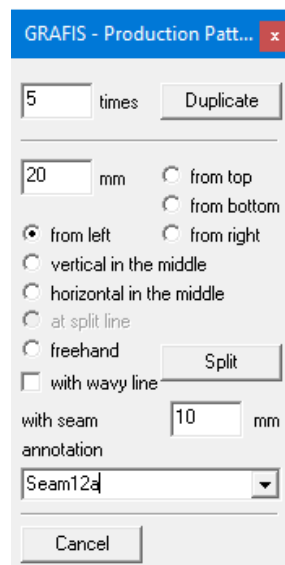 GRAFIS - Production Patt... x
5 times Duplicate
20 mm from top
from bottom
from left from right
vertical in the middle
horizontal in the middle
at split line
freehand
Split
with wavy line
with seam 10 mm
annotation
Seam12a
Cancel